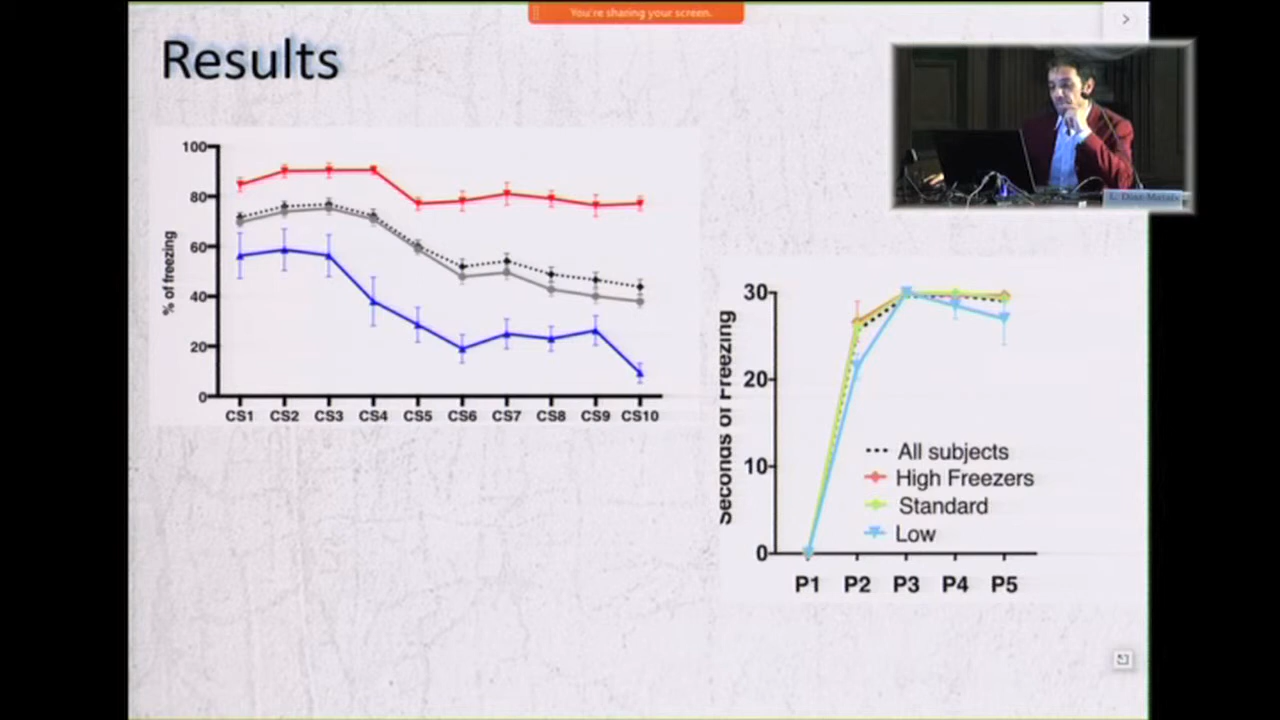 You're sharing your screen.
Results
100
80
60
40
20
0
% of freezing
CS1 CS2 CS3 CS4 CS5 CS6 CS7 CS8 CS9 CS10
L. Díaz-Mataix
30
20
10
0
Seconds of Freezing
All subjects
High Freezers
Standard
Low
P1 P2 P3 P4 P5